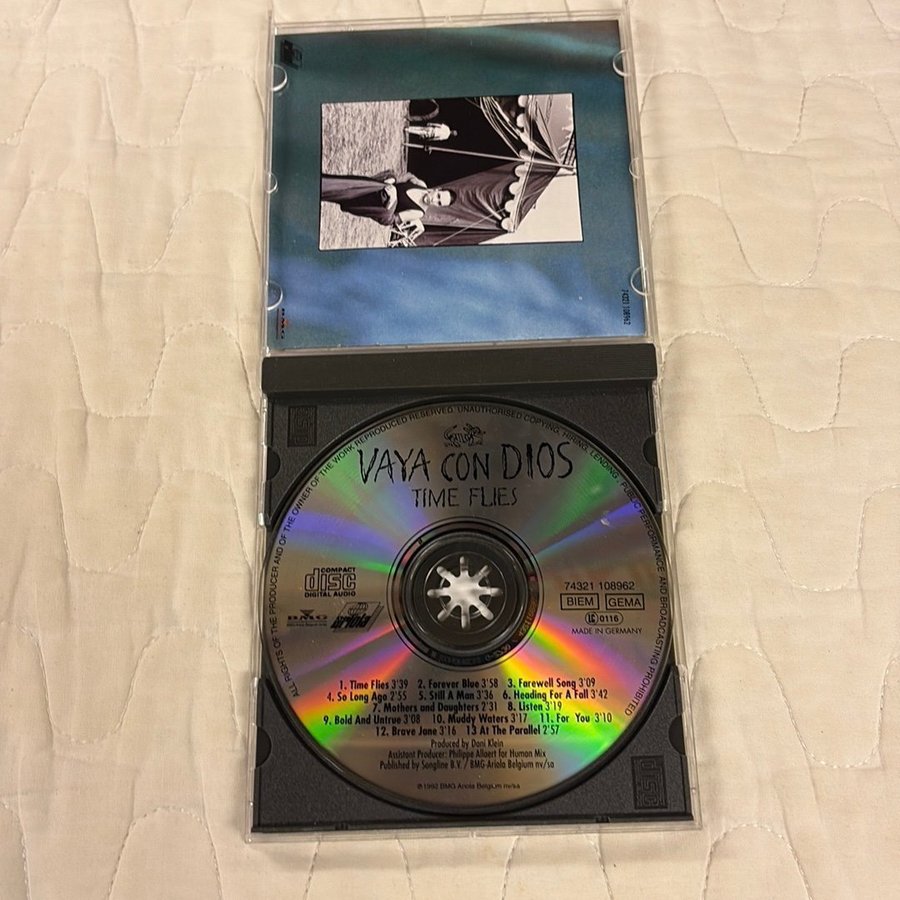 BMG
74321 108962
ALL RIGHTS OF THE PRODUCER AND OF THE OWNER OF THE WORK REPRODUCED RESERVED. UNAUTHORISED COPYING, HIRING, LENDING, PUBLIC PERFORMANCE AND BROADCASTING PROHIBITED
VAYA CON DIOS
TIME FLIES
COMPACT
disc
DIGITAL AUDIO
BMG
ariola
74321 108962
BIEM GEMA
LC 0116
MADE IN GERMANY
1. Time Flies 3'39 2. Forever Blue 3'58 3. Farewell Song 3'09
4. So Long Ago 2'55 5. Still A Man 3'36 6. Heading For A Fall 3'42
7. Mothers and Daughters 2'31 8. Listen 3'19
9. Bold And Untrue 3'08 10. Muddy Waters 3'17 11. For You 3'10
12. Brave Jane 3'16 13 At The Parallel 2'57
Produced by Dani Klein
Assistant Producer: Philippe Allaert for Human Mix
Published by Songline B.V. / BMG Ariola Belgium nv/sa
℗ 1992 BMG Ariola Belgium nv/sa
disc
disc